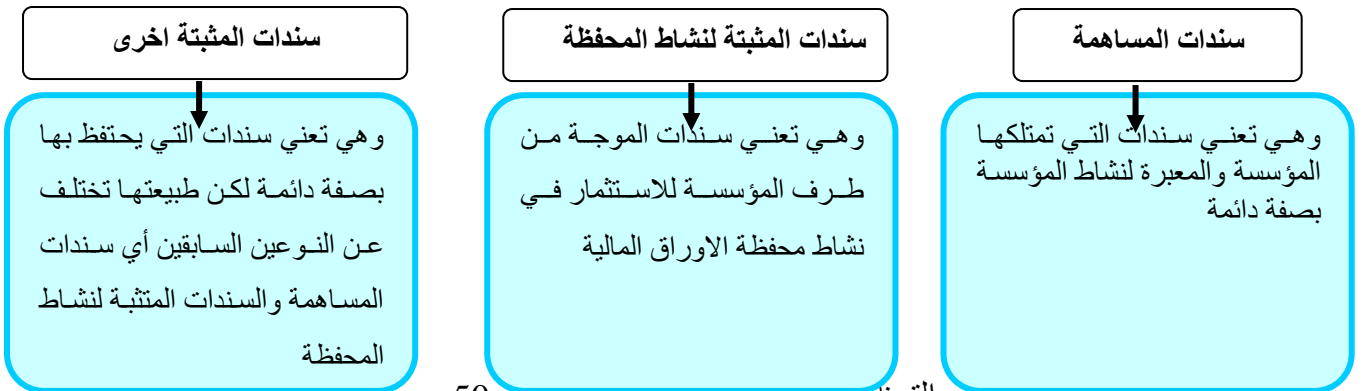 سندات المساهمة
وهي تعني سندات التي تمتلكها
المؤسسة والمعبرة لنشاط المؤسسة
بصفة دائمة
سندات المثبتة لنشاط المحفظة
وهي تعني سندات الموجة من
طرف المؤسسة للاستثمار في
نشاط محفظة الاوراق المالية
سندات المثبتة اخرى
وهي تعني سندات التي يحتفظ بها
بصفة دائمة لكن طبيعتها تختلف
عن النوعين السابقين أي سندات
المساهمة والسندات المتثبة لنشاط
المحفظة